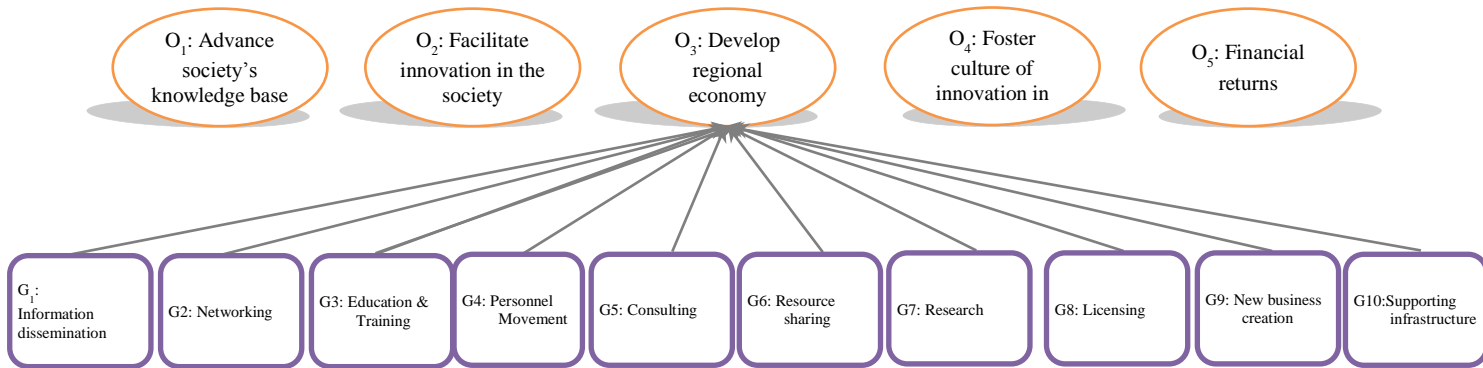 O₁: Advance
society's
knowledge base
O₂: Facilitate
innovation in the
society
O₃: Develop
regional
economy
O₄: Foster
culture of
innovation in
O₅: Financial
returns
G₁:
Information
dissemination
G2: Networking
G3: Education &
Training
G4: Personnel
Movement
G5: Consulting
G6: Resource
sharing
G7: Research
G8: Licensing
G9: New business
creation
G10:Supporting
infrastructure